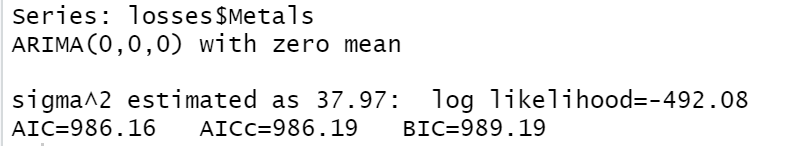 Series: losses$Metals
ARIMA(0,0,0) with zero mean
sigma^2 estimated as 37.97:  log likelihood=-492.08
AIC=986.16   AICc=986.19   BIC=989.19